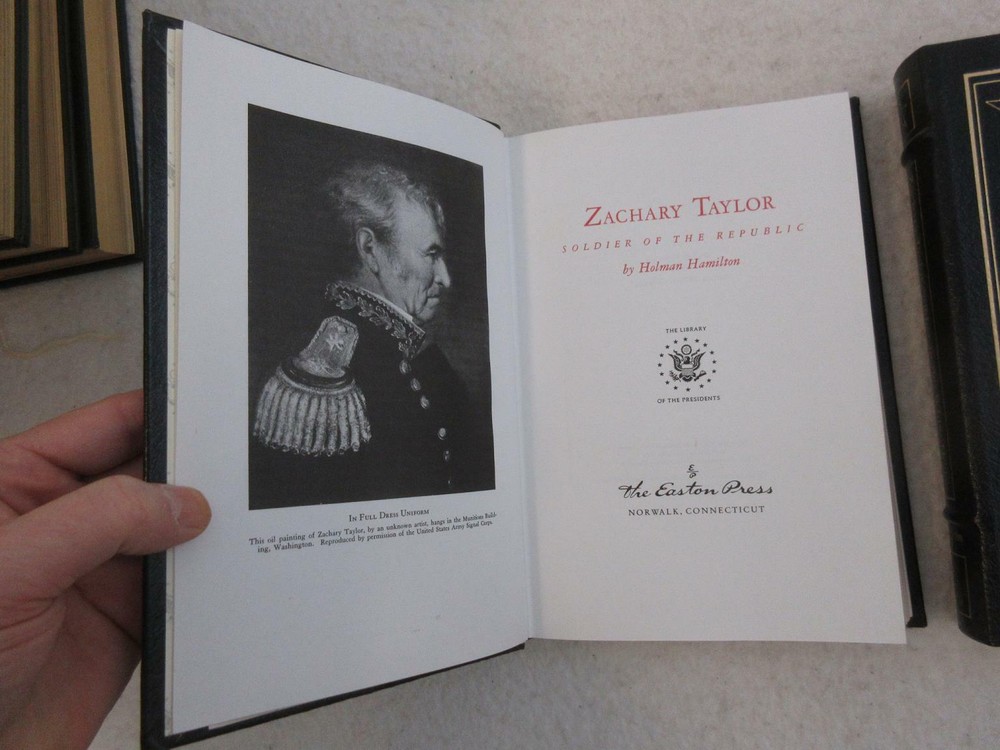 IN FULL DRESS UNIFORM
This oil painting of Zachary Taylor, by an unknown artist, hangs in the Munitions Build-
ing, Washington. Reproduced by permission of the United States Army Signal Corps.
ZACHARY TAYLOR
SOLDIER OF THE REPUBLIC
by Holman Hamilton
THE LIBRARY
OF THE PRESIDENTS
E/P
The Easton Press
NORWALK, CONNECTICUT